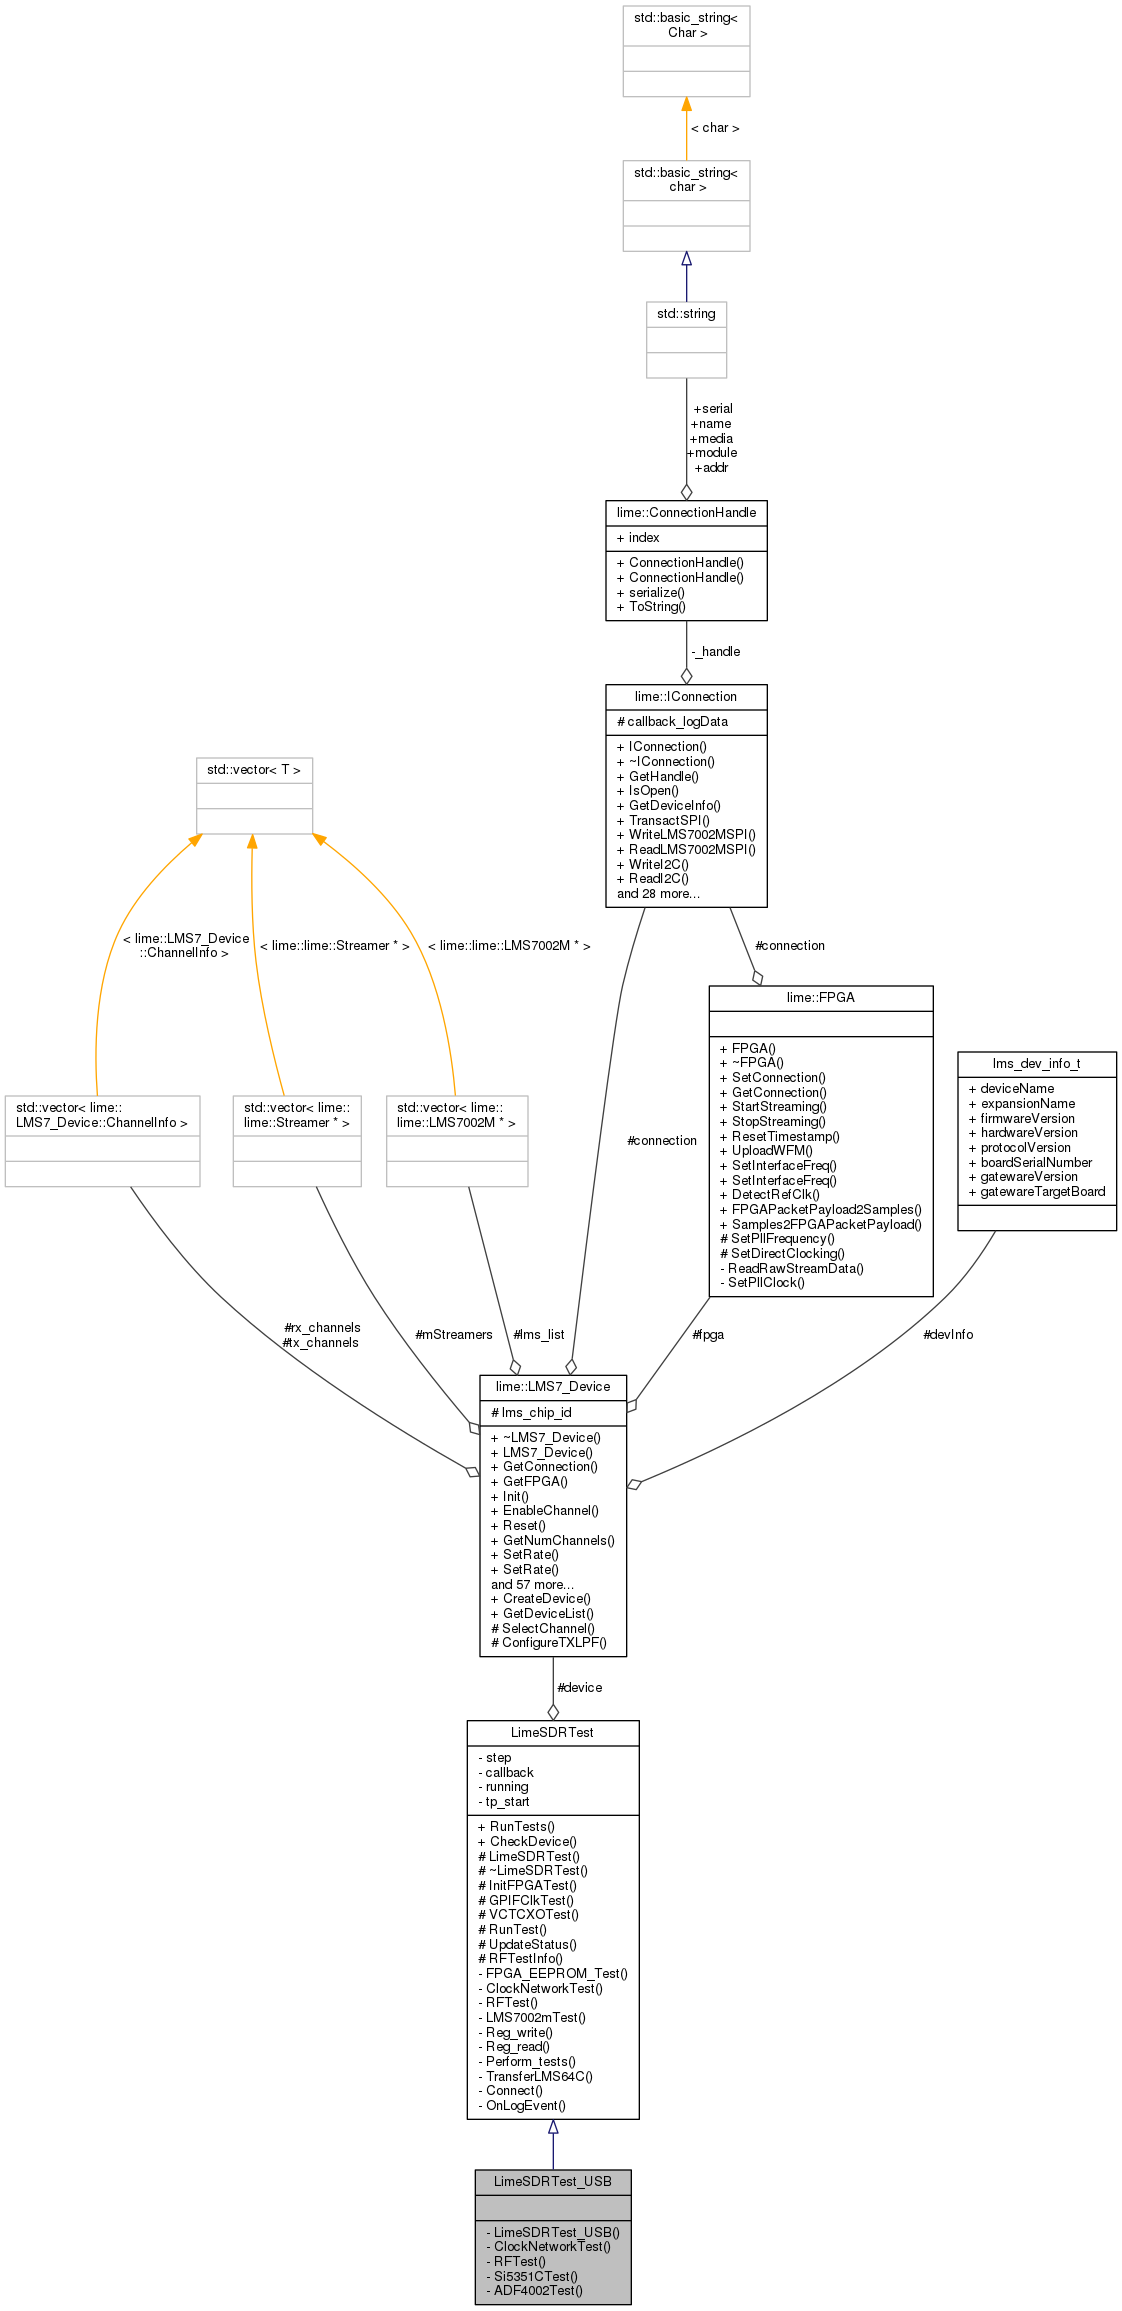 std::basic_string<
Char >
< char >
std::basic_string<
char >
std::string
+serial
+name
+media
+module
+addr
lime::ConnectionHandle
+ index
+ ConnectionHandle()
+ ConnectionHandle()
+ serialize()
+ ToString()
-_handle
lime::IConnection
# callback_logData
+ IConnection()
+ ~IConnection()
+ GetHandle()
+ IsOpen()
+ GetDeviceInfo()
+ TransactSPI()
+ WriteLMS7002MSPI()
+ ReadLMS7002MSPI()
+ WriteI2C()
+ ReadI2C()
and 28 more...
std::vector< T >
< lime::LMS7_Device
::ChannelInfo >
< lime::lime::Streamer * >
< lime::lime::LMS7002M * >
#connection
lime::FPGA
+ FPGA()
+ ~FPGA()
+ SetConnection()
+ GetConnection()
+ StartStreaming()
+ StopStreaming()
+ ResetTimestamp()
+ UploadWFM()
+ SetInterfaceFreq()
+ SetInterfaceFreq()
+ DetectRefClk()
+ FPGAPacketPayload2Samples()
+ Samples2FPGAPacketPayload()
# SetPllFrequency()
# SetDirectClocking()
- ReadRawStreamData()
- SetPllClock()
lms_dev_info_t
+ deviceName
+ expansionName
+ firmwareVersion
+ hardwareVersion
+ protocolVersion
+ boardSerialNumber
+ gatewareVersion
+ gatewareTargetBoard
std::vector< lime::
LMS7_Device::ChannelInfo >
std::vector< lime::
lime::Streamer * >
std::vector< lime::
lime::LMS7002M * >
#connection
#rx_channels
#tx_channels
#mStreamers
#lms_list
#fpga
#devInfo
lime::LMS7_Device
# lms_chip_id
+ ~LMS7_Device()
+ LMS7_Device()
+ GetConnection()
+ GetFPGA()
+ Init()
+ EnableChannel()
+ Reset()
+ GetNumChannels()
+ SetRate()
+ SetRate()
and 57 more...
+ CreateDevice()
+ GetDeviceList()
# SelectChannel()
# ConfigureTXLPF()
#device
LimeSDRTest
- step
- callback
- running
- tp_start
+ RunTests()
+ CheckDevice()
# LimeSDRTest()
# ~LimeSDRTest()
# InitFPGATest()
# GPIFClkTest()
# VCTCXOTest()
# RunTest()
# UpdateStatus()
# RFTestInfo()
- FPGA_EEPROM_Test()
- ClockNetworkTest()
- RFTest()
- LMS7002mTest()
- Reg_write()
- Reg_read()
- Perform_tests()
- TransferLMS64C()
- Connect()
- OnLogEvent()
LimeSDRTest_USB
- LimeSDRTest_USB()
- ClockNetworkTest()
- RFTest()
- Si5351CTest()
- ADF4002Test()